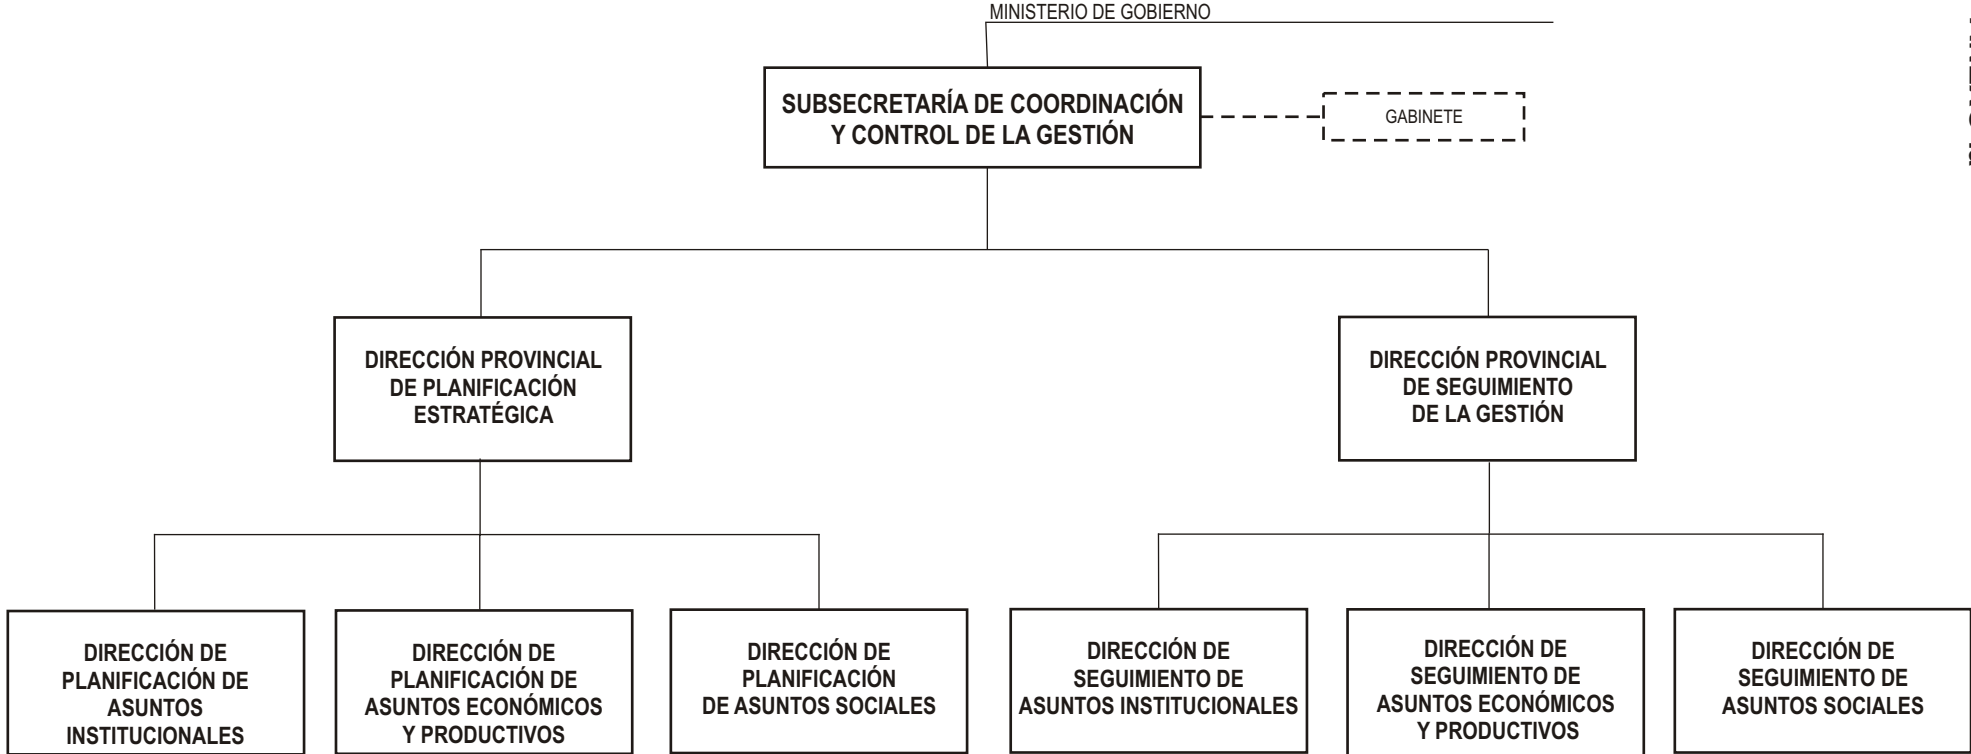 MINISTERIO DE GOBIERNO
SUBSECRETARÍA DE COORDINACIÓN
Y CONTROL DE LA GESTIÓN
GABINETE
DIRECCIÓN PROVINCIAL
DE PLANIFICACIÓN
ESTRATÉGICA
DIRECCIÓN PROVINCIAL
DE SEGUIMIENTO
DE LA GESTIÓN
DIRECCIÓN DE
PLANIFICACIÓN DE
ASUNTOS
INSTITUCIONALES
DIRECCIÓN DE
PLANIFICACIÓN DE
ASUNTOS ECONÓMICOS
Y PRODUCTIVOS
DIRECCIÓN DE
PLANIFICACIÓN
DE ASUNTOS SOCIALES
DIRECCIÓN DE
SEGUIMIENTO DE
ASUNTOS INSTITUCIONALES
DIRECCIÓN DE
SEGUIMIENTO DE
ASUNTOS ECONÓMICOS
Y PRODUCTIVOS
DIRECCIÓN DE
SEGUIMIENTO DE
ASUNTOS SOCIALES